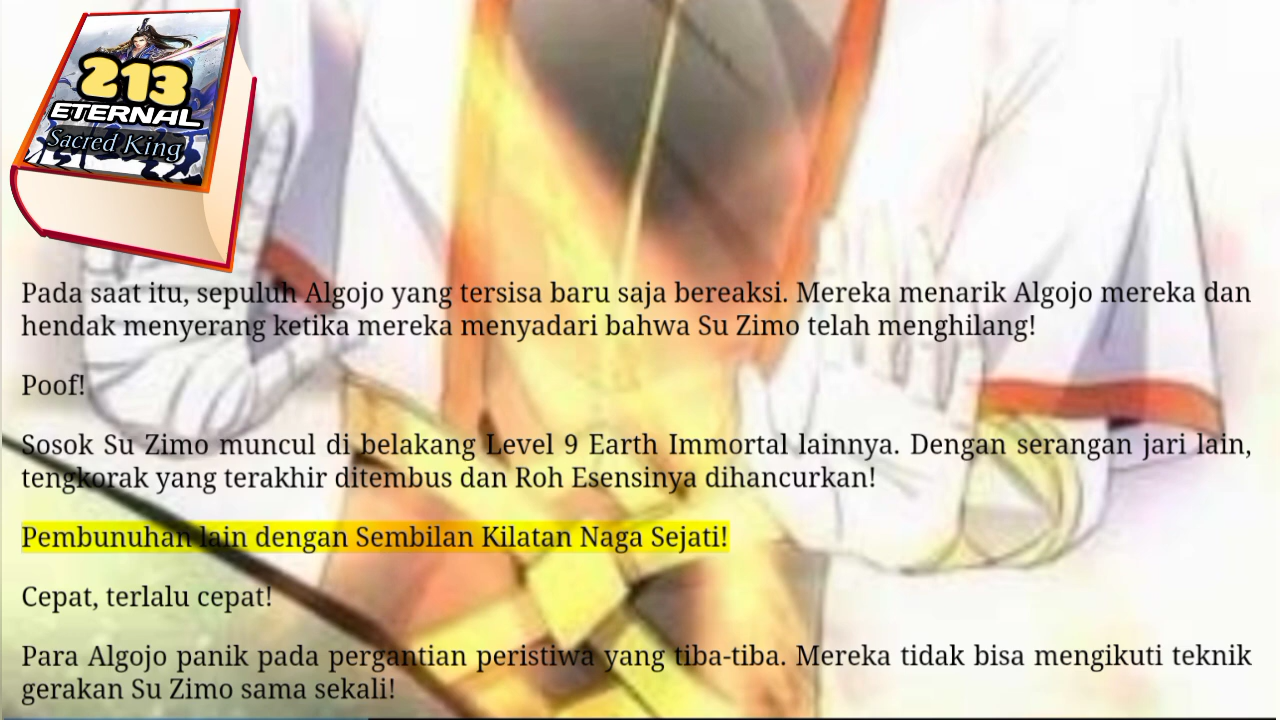 213
ETERNAL
Sacred King
Pada saat itu, sepuluh Algojo yang tersisa baru saja bereaksi. Mereka menarik Algojo mereka dan
hendak menyerang ketika mereka menyadari bahwa Su Zimo telah menghilang!
Poof!
Sosok Su Zimo muncul di belakang Level 9 Earth Immortal lainnya. Dengan serangan jari lain,
tengkorak yang terakhir ditembus dan Roh Esensinya dihancurkan!
Pembunuhan lain dengan Sembilan Kilatan Naga Sejati!
Cepat, terlalu cepat!
Para Algojo panik pada pergantian peristiwa yang tiba-tiba. Mereka tidak bisa mengikuti teknik
gerakan Su Zimo sama sekali!